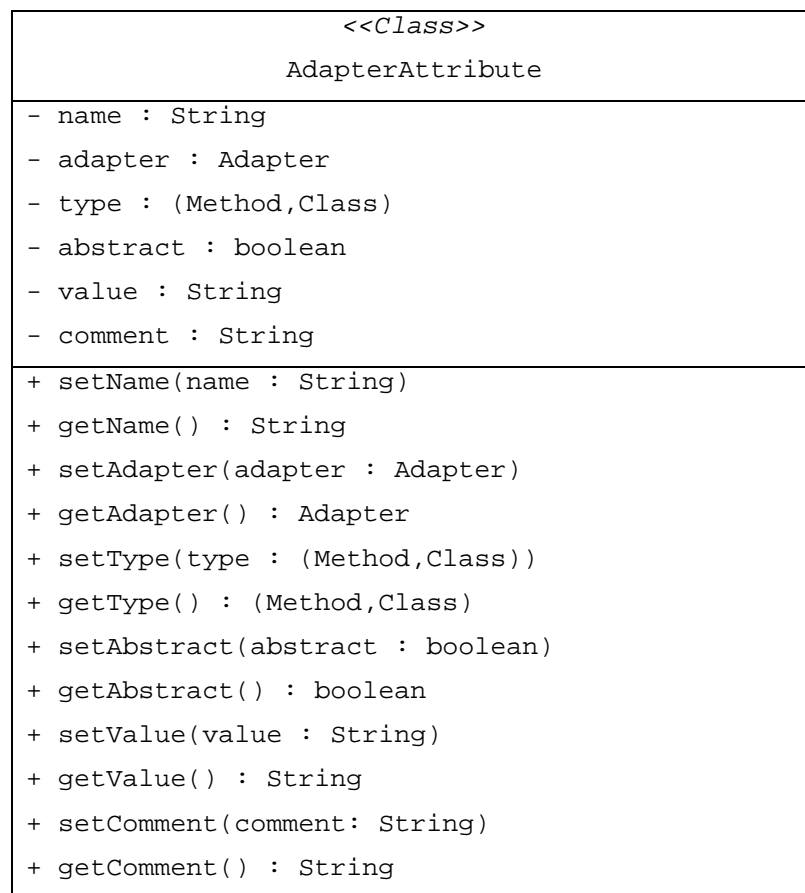 <<Class>>
AdapterAttribute
- name : String
- adapter : Adapter
- type : (Method,Class)
- abstract : boolean
- value : String
- comment : String
+ setName(name : String)
+ getName() : String
+ setAdapter(adapter : Adapter)
+ getAdapter() : Adapter
+ setType(type : (Method,Class))
+ getType() : (Method,Class)
+ setAbstract(abstract : boolean)
+ getAbstract() : boolean
+ setValue(value : String)
+ getValue() : String
+ setComment(comment: String)
+ getComment() : String